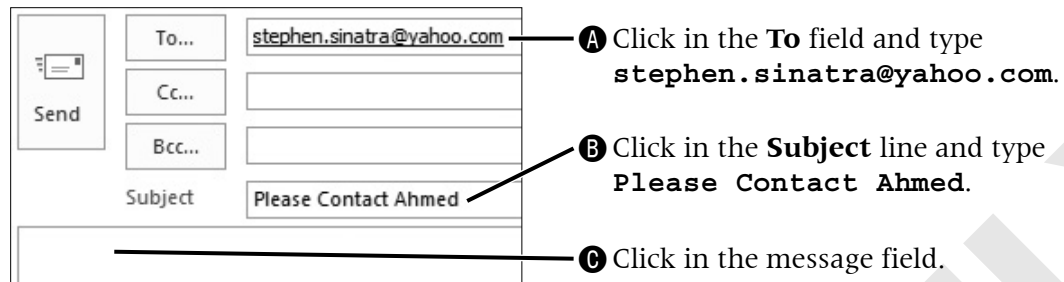 To...
stephen.sinatra@yahoo.com
A Click in the To field and type
stephen.sinatra@yahoo.com.
Send
Cc...
Bcc...
B Click in the Subject line and type
Please Contact Ahmed.
Subject
Please Contact Ahmed
C Click in the message field.